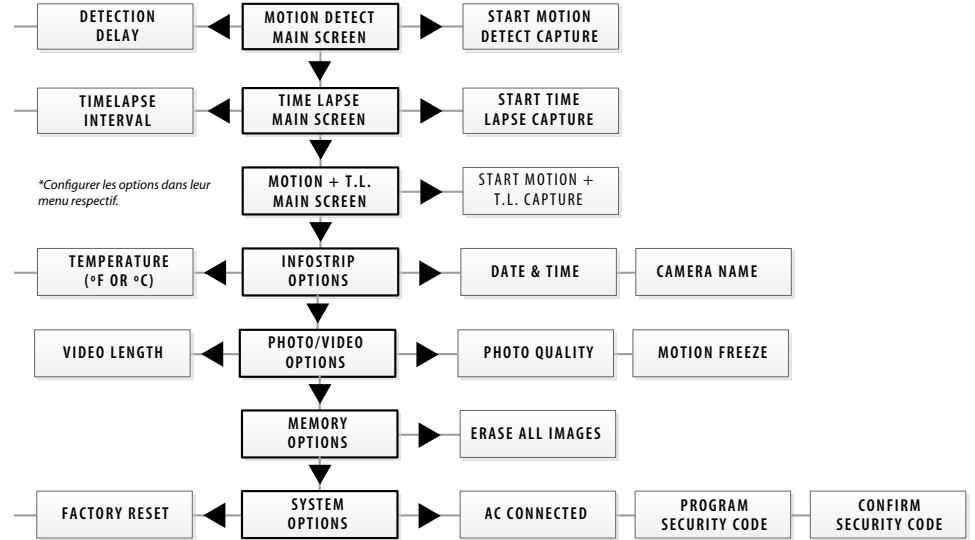 DETECTION
DELAY
MOTION DETECT
MAIN SCREEN
START MOTION
DETECT CAPTURE
TIMELAPSE
INTERVAL
TIME LAPSE
MAIN SCREEN
START TIME
LAPSE CAPTURE
*Configurer les options dans leur
menu respectif.
MOTION + T.L.
MAIN SCREEN
START MOTION +
T.L. CAPTURE
TEMPERATURE
(ºF OR ºC)
INFOSTRIP
OPTIONS
DATE & TIME
CAMERA NAME
VIDEO LENGTH
PHOTO/VIDEO
OPTIONS
PHOTO QUALITY
MOTION FREEZE
MEMORY
OPTIONS
ERASE ALL IMAGES
FACTORY RESET
SYSTEM
OPTIONS
AC CONNECTED
PROGRAM
SECURITY CODE
CONFIRM
SECURITY CODE